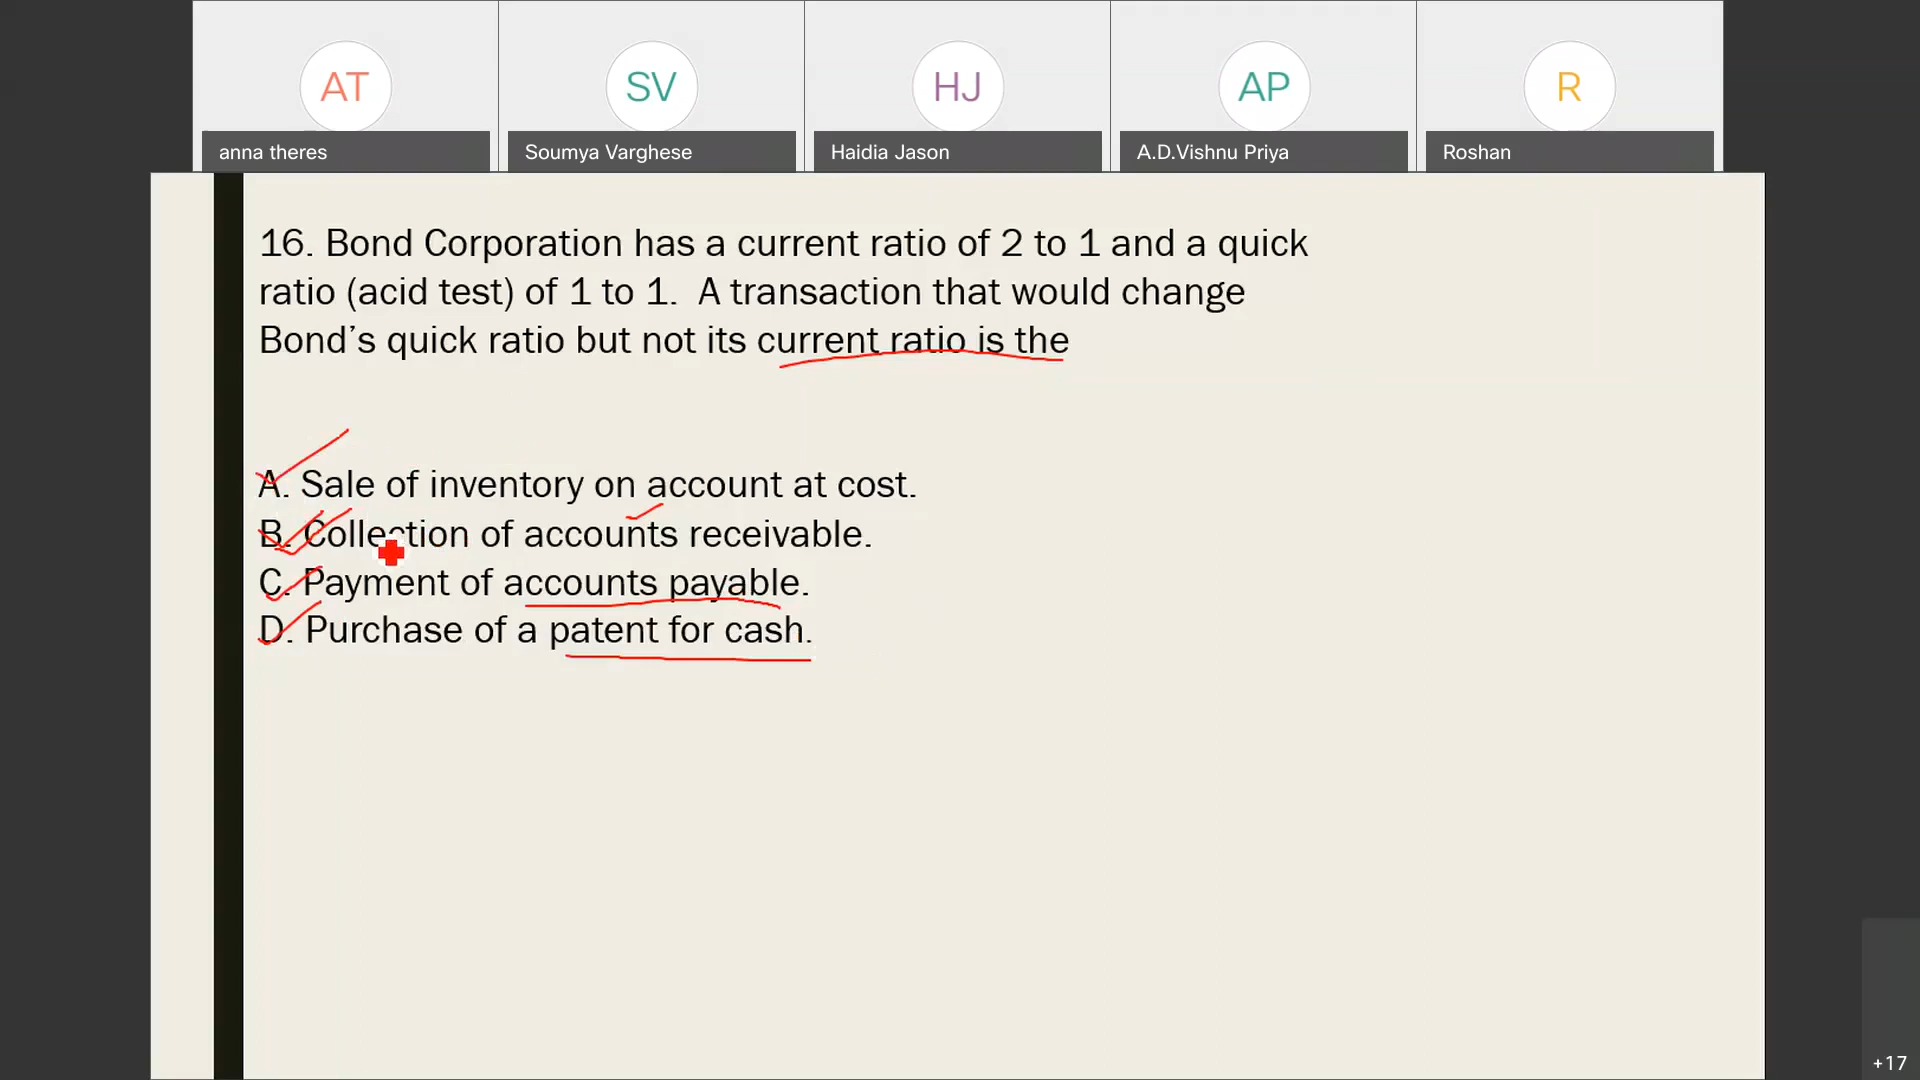 AT
SV
HJ
AP
R
anna theres
Soumya Varghese
Haidia Jason
A.D.Vishnu Priya
Roshan
16. Bond Corporation has a current ratio of 2 to 1 and a quick
ratio (acid test) of 1 to 1. A transaction that would change
Bond’s quick ratio but not its current ratio is the
A. Sale of inventory on account at cost.
B. Collection of accounts receivable.
C. Payment of accounts payable.
D. Purchase of a patent for cash.
+17